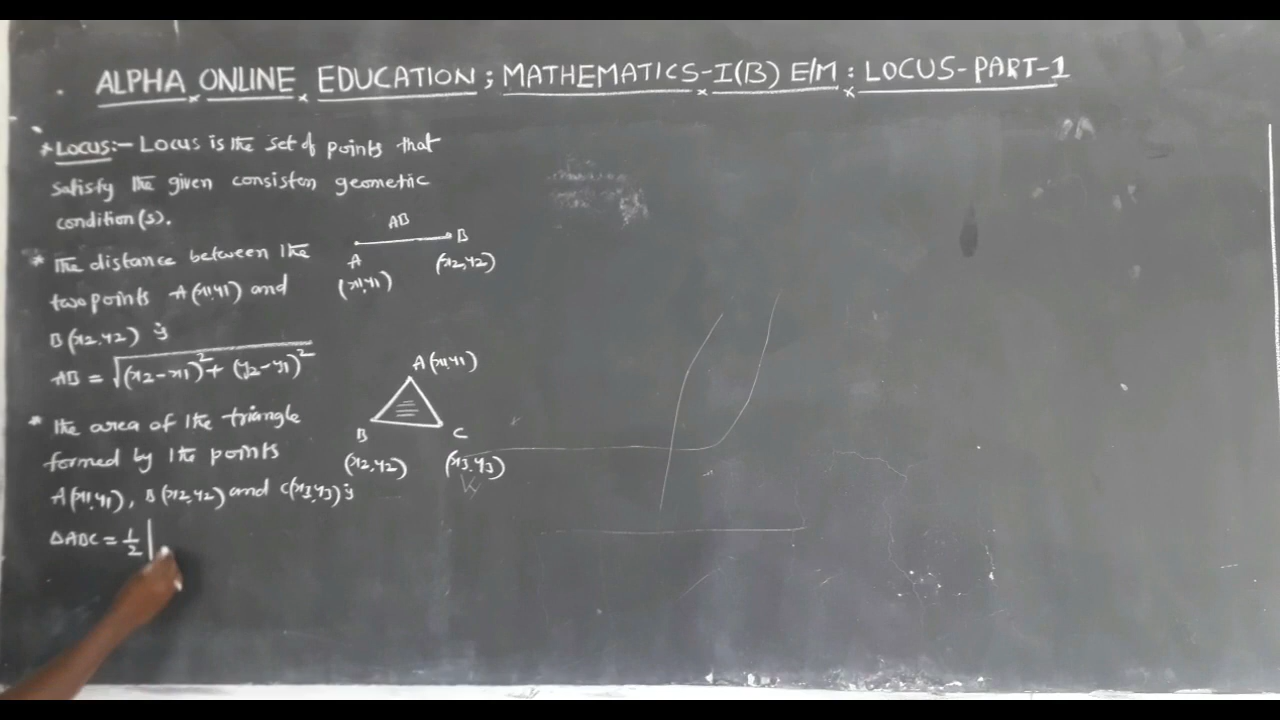 ALPHA ONLINE EDUCATION ; MATHEMATICS-I(B) E/M : LOCUS-PART-1
* LOCUS:- Locus is the set of points that
satisfy the given consisten geometic
condition(s).
AB
* The distance between the
A B
two points A(x1,y1) and
(x1,y1) (x2,y2)
B(x2,y2) is
AB = √(x2-x1)²+(y2-y1)²
A(x1,y1)
* The area of the triangle
B C
formed by the points
(x2,y2) (x3,y3)
A(x1,y1), B(x2,y2) and C(x3,y3) is
ΔABC = 1/2 |